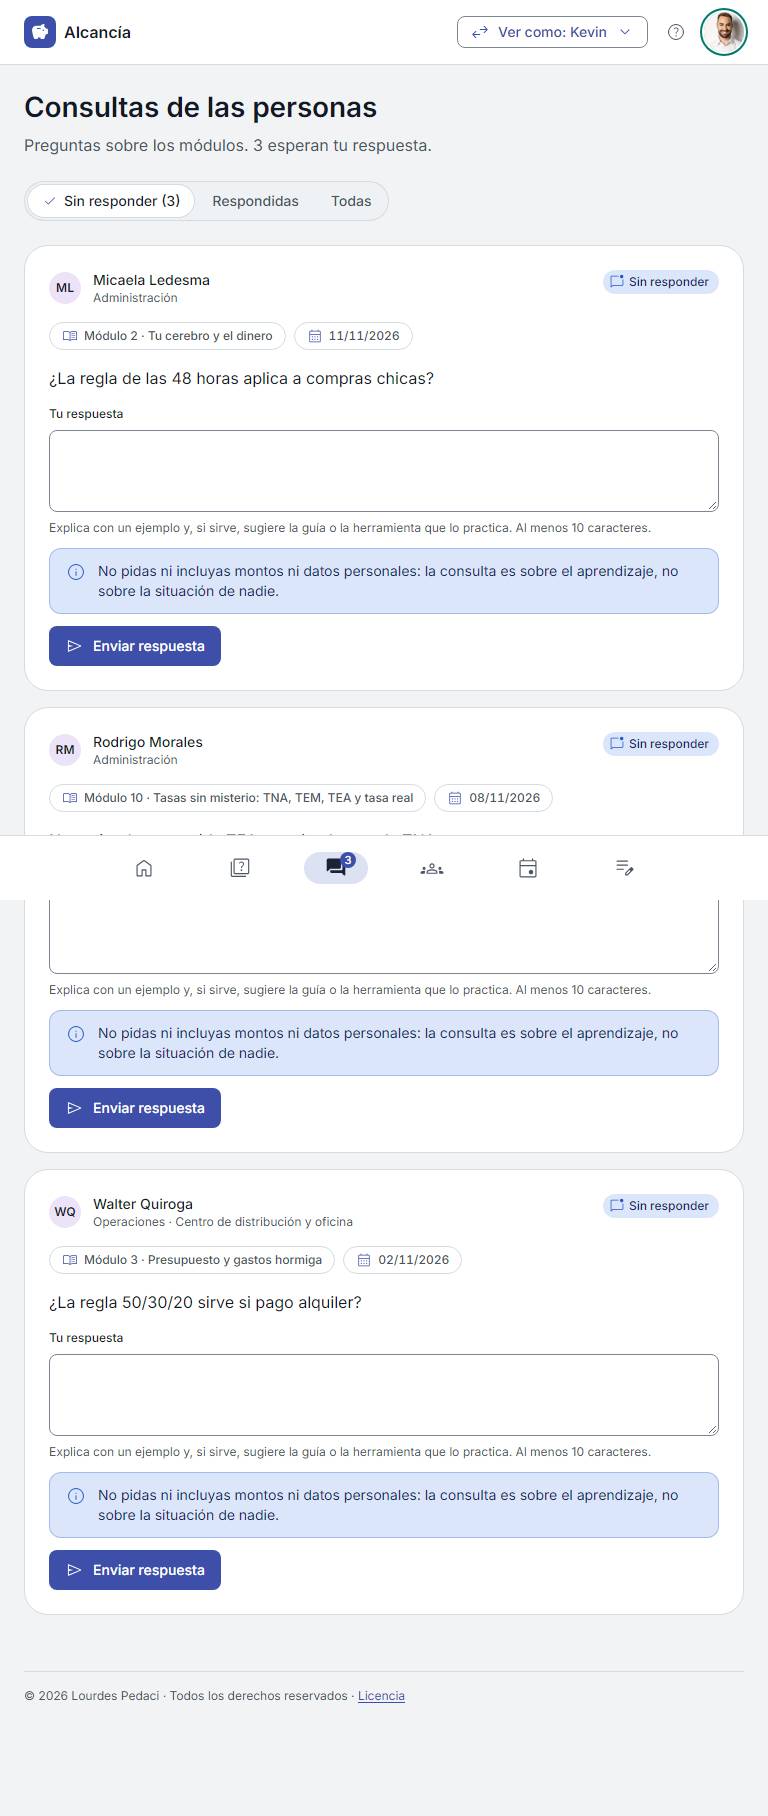 Alcancía
Ver como: Kevin
Consultas de las personas
Preguntas sobre los módulos. 3 esperan tu respuesta.
Sin responder (3)
Respondidas
Todas
ML
Micaela Ledesma
Administración
Sin responder
Módulo 2 · Tu cerebro y el dinero
11/11/2026
¿La regla de las 48 horas aplica a compras chicas?
Tu respuesta
Explica con un ejemplo y, si sirve, sugiere la guía o la herramienta que lo practica. Al menos 10 caracteres.
No pidas ni incluyas montos ni datos personales: la consulta es sobre el aprendizaje, no
sobre la situación de nadie.
Enviar respuesta
RM
Rodrigo Morales
Administración
Sin responder
Módulo 10 · Tasas sin misterio: TNA, TEM, TEA y tasa real
08/11/2026
3
Explica con un ejemplo y, si sirve, sugiere la guía o la herramienta que lo practica. Al menos 10 caracteres.
No pidas ni incluyas montos ni datos personales: la consulta es sobre el aprendizaje, no
sobre la situación de nadie.
Enviar respuesta
WQ
Walter Quiroga
Operaciones · Centro de distribución y oficina
Sin responder
Módulo 3 · Presupuesto y gastos hormiga
02/11/2026
¿La regla 50/30/20 sirve si pago alquiler?
Tu respuesta
Explica con un ejemplo y, si sirve, sugiere la guía o la herramienta que lo practica. Al menos 10 caracteres.
No pidas ni incluyas montos ni datos personales: la consulta es sobre el aprendizaje, no
sobre la situación de nadie.
Enviar respuesta
© 2026 Lourdes Pedaci · Todos los derechos reservados · Licencia